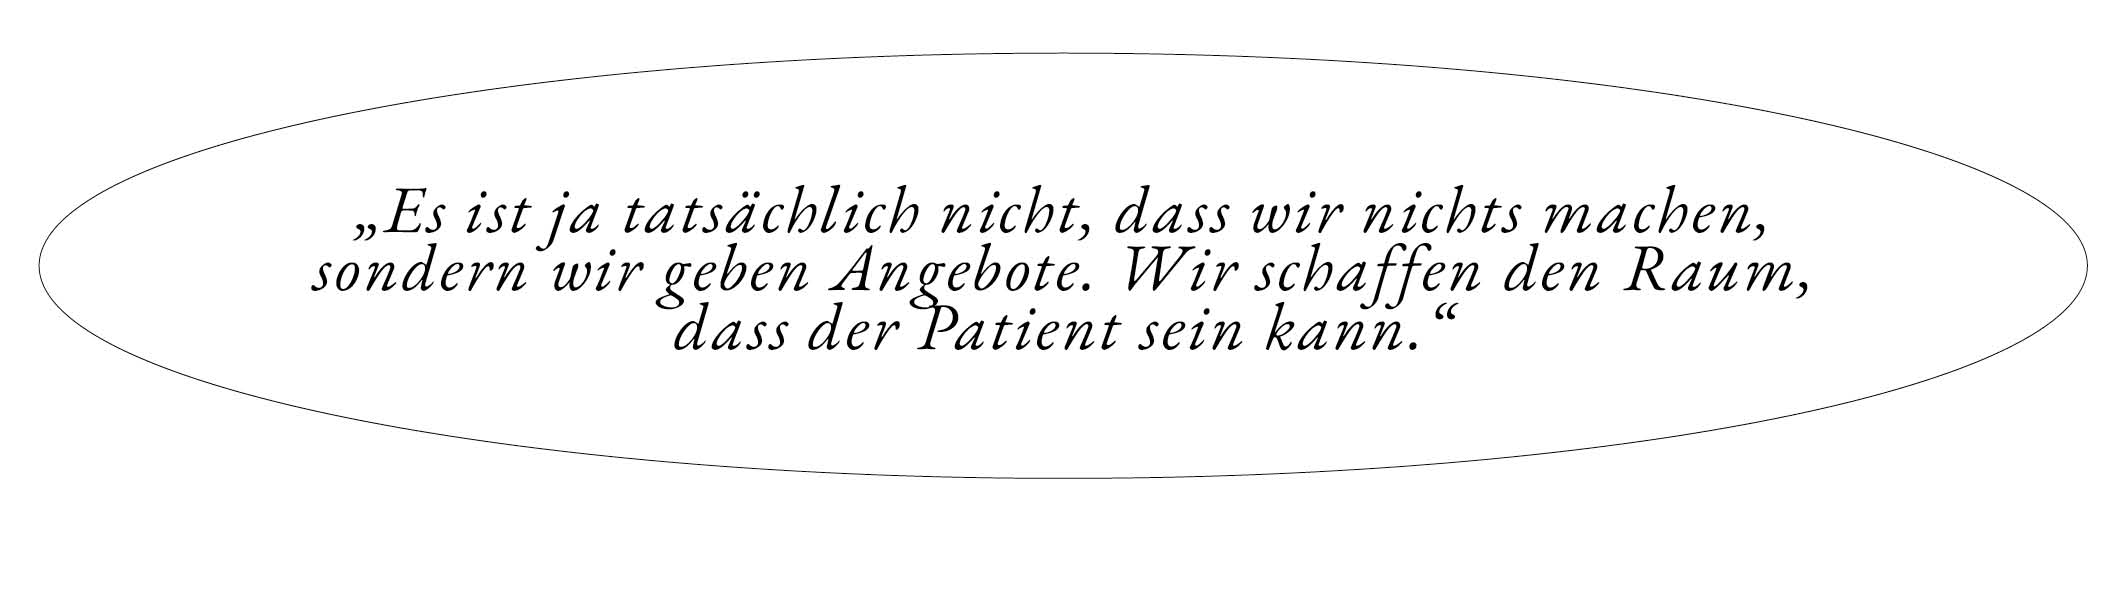 „Es ist ja tatsächlich nicht, dass wir nichts machen,
sondern wir geben Angebote. Wir schaffen den Raum,
dass der Patient sein kann.“